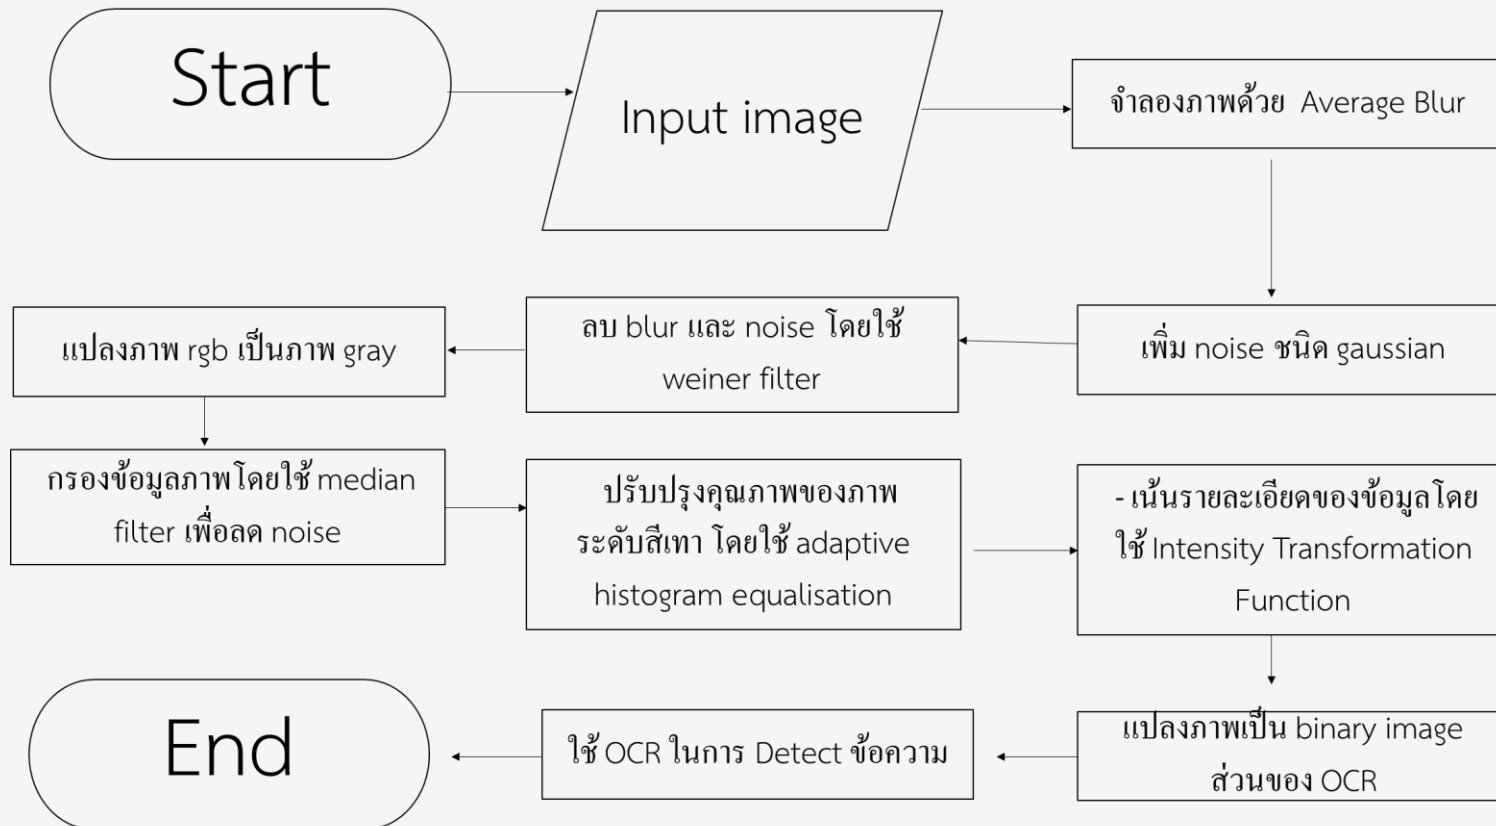 Start
Input image
จำลองภาพด้วย Average Blur
เพิ่ม noise ชนิด gaussian
ลบ blur และ noise โดยใช้
weiner filter
แปลงภาพ rgb เป็นภาพ gray
กรองข้อมูลภาพโดยใช้ median
filter เพื่อลด noise
ปรับปรุงคุณภาพของภาพ
ระดับสีเทา โดยใช้ adaptive
histogram equalisation
- เน้นรายละเอียดของข้อมูลโดย
ใช้ Intensity Transformation
Function
แปลงภาพเป็น binary image
ส่วนของ OCR
ใช้ OCR ในการ Detect ข้อความ
End